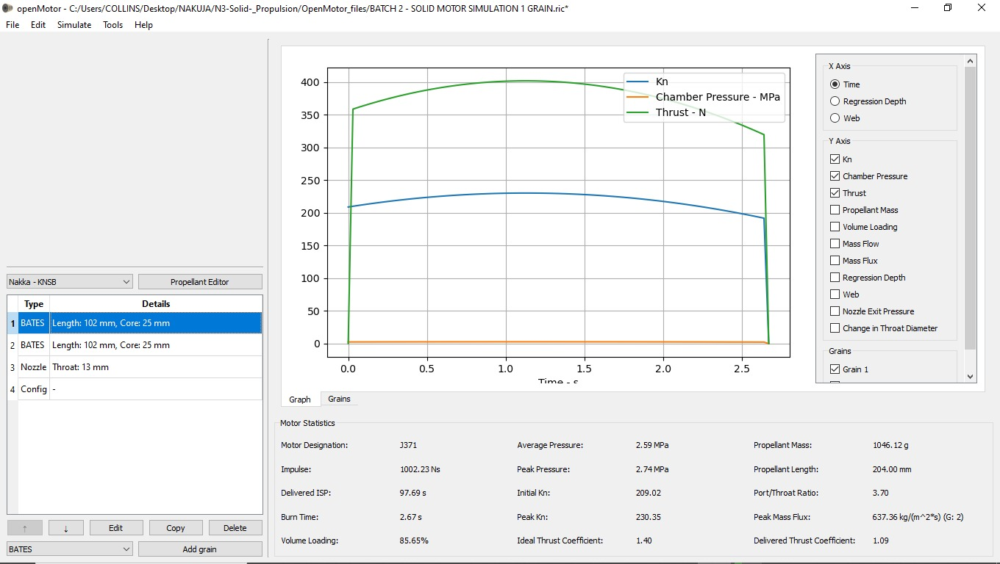 openMotor - C:/Users/COLLINS/Desktop/NAKUJA/N3-Solid-_Propulsion/OpenMotor_files/BATCH 2 - SOLID MOTOR SIMULATION 1 GRAIN.ric*
File Edit Simulate Tools Help
Nakka - KNSB
Propellant Editor
Type Details
1 BATES Length: 102 mm, Core: 25 mm
2 BATES Length: 102 mm, Core: 25 mm
3 Nozzle Throat: 13 mm
4 Config -
↑ ↓ Edit Copy Delete
BATES
Add grain
400
350
300
250
200
150
100
50
0
0.0 0.5 1.0 1.5 2.0 2.5
Time - s
Kn
Chamber Pressure - MPa
Thrust - N
X Axis
Time
Regression Depth
Web
Y Axis
Kn
Chamber Pressure
Thrust
Propellant Mass
Volume Loading
Mass Flow
Mass Flux
Regression Depth
Web
Nozzle Exit Pressure
Change in Throat Diameter
Grains
Grain 1
Graph Grains
Motor Statistics
Motor Designation: J371 Average Pressure: 2.59 MPa Propellant Mass: 1046.12 g
Impulse: 1002.23 Ns Peak Pressure: 2.74 MPa Propellant Length: 204.00 mm
Delivered ISP: 97.69 s Initial Kn: 209.02 Port/Throat Ratio: 3.70
Burn Time: 2.67 s Peak Kn: 230.35 Peak Mass Flux: 637.36 kg/(m^2*s) (G: 2)
Volume Loading: 85.65% Ideal Thrust Coefficient: 1.40 Delivered Thrust Coefficient: 1.09